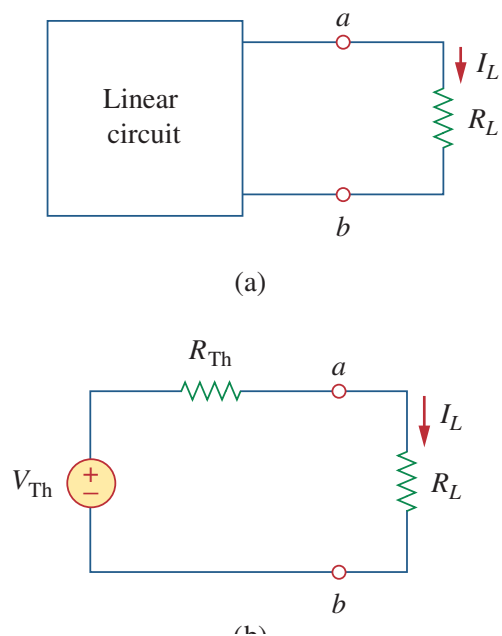 a
I_L
Linear
circuit
R_L
b
(a)
R_Th
a
I_L
V_Th
+
−
R_L
b
(b)